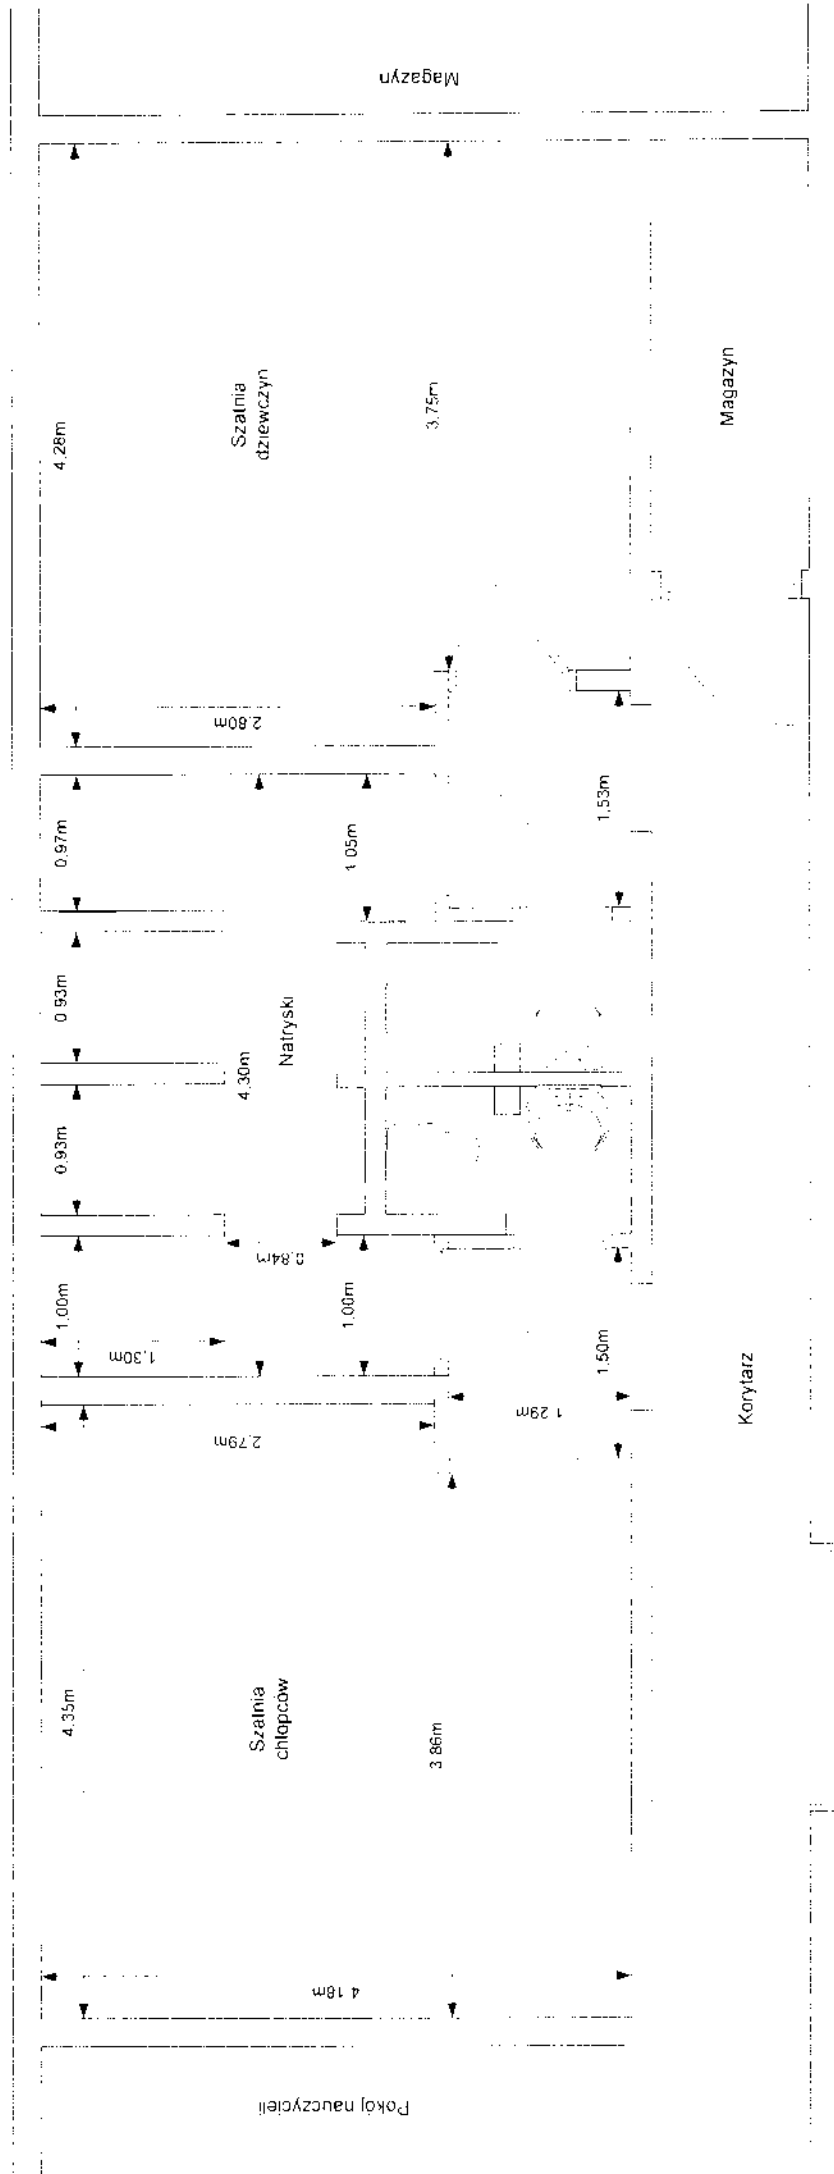 Magazyn
4.28m
Szatnia
dziewczyn
3.75m
Magazyn
2.80m
0.97m
1.05m
1.53m
0.93m
Natryski
4.30m
0.93m
0.84m
1.00m
1.00m
1.30m
1.50m
1.29m
2.79m
Korytarz
4.35m
Szatnia
chłopców
3.86m
4.18m
Pokój nauczycieli